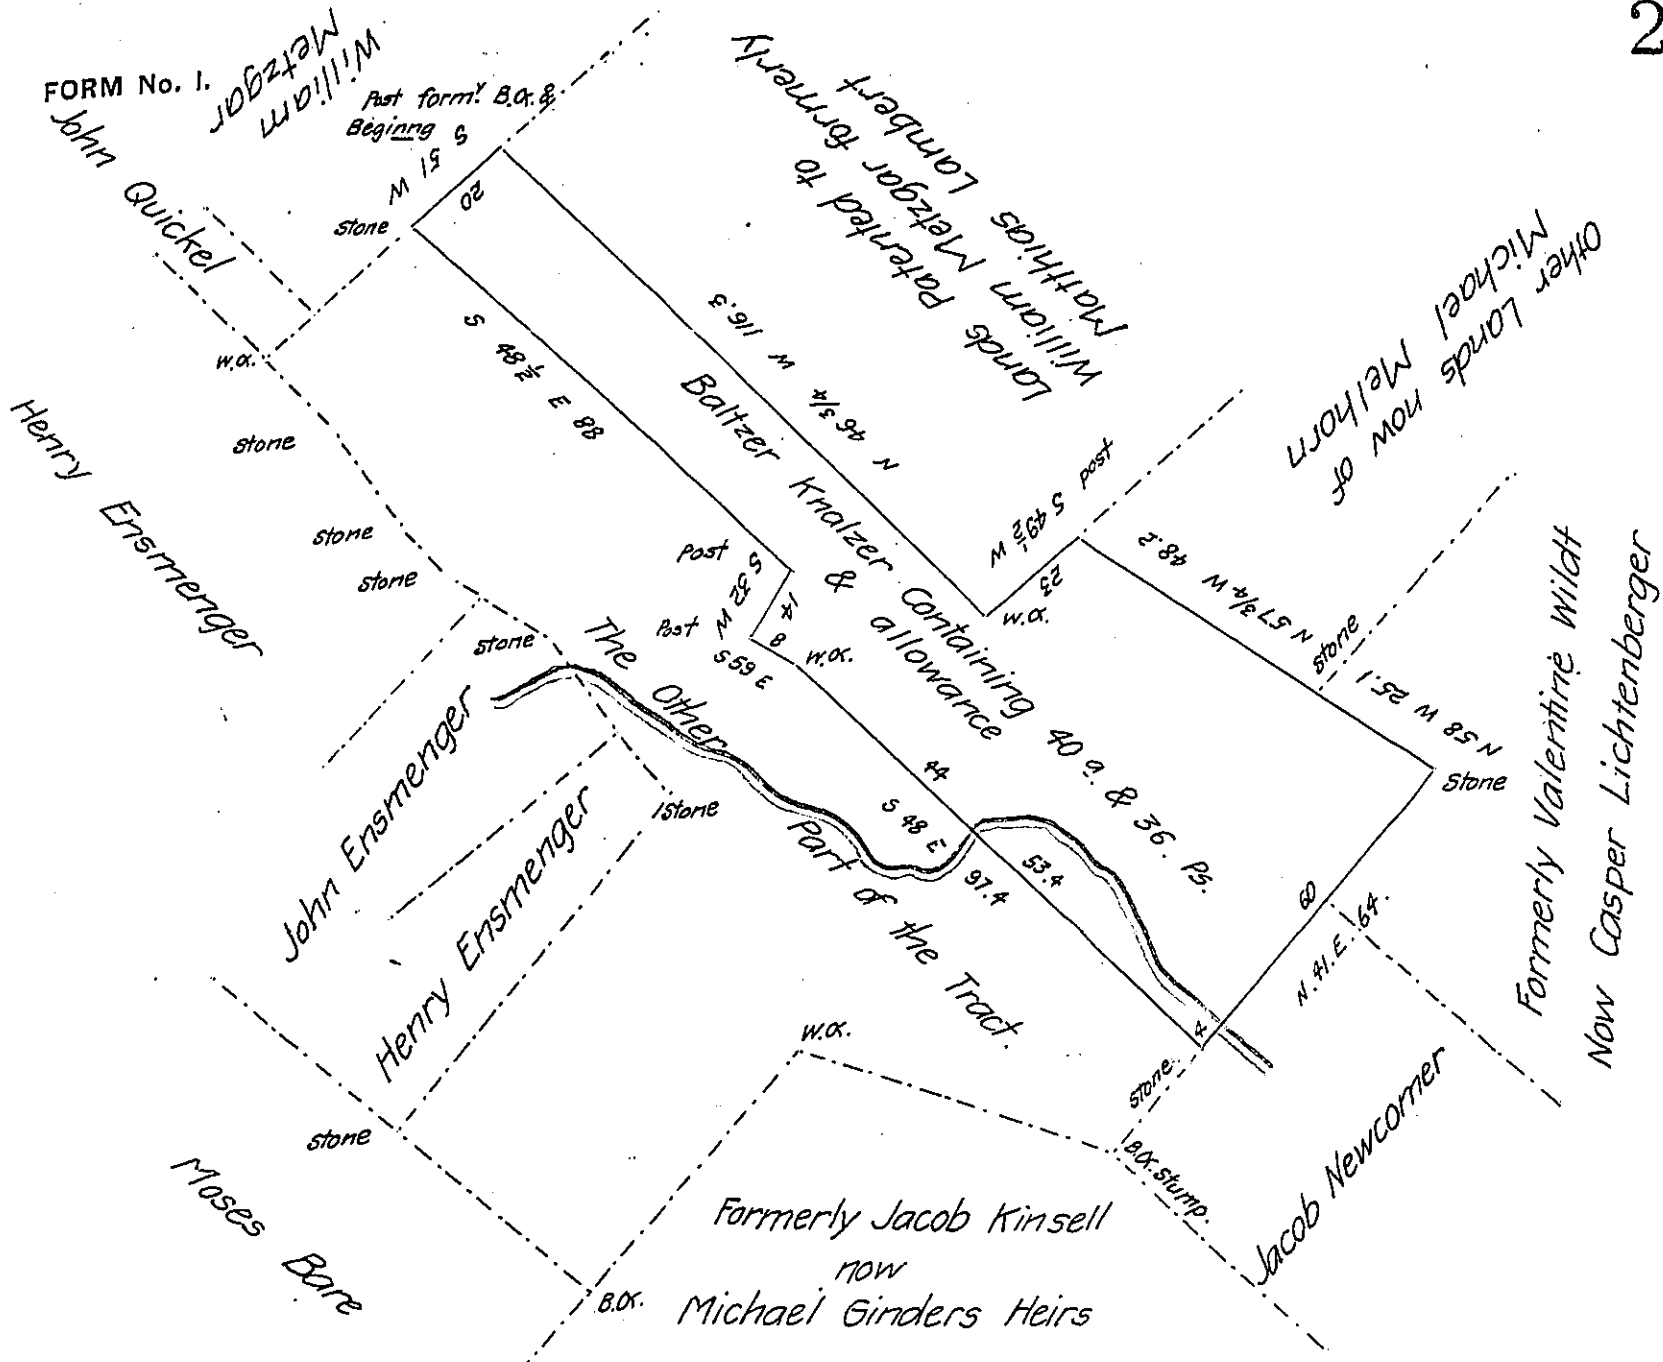 2
FORM No. 1.
William
Metzgar
John Quickel
Post form.ʸ B.O. &
Beginng
S 51 W
20
Stone
Lands Patented to
William Metzgar formerly
Matthias Lambert
Other Lands now of
Michael Melhorn
W.O.
Stone
Henry Ensmenger
Stone
Stone
Stone
S 48½ E 88
N 46 3/4 W 116.3
Baltzer Knalzer Containing 40 a. & 36. Ps.
& allowance
Post
S 32 W
14
Post
8
S 59 E
W.O.
W.O.
23
S 49½ W
post
N 57 3/4 W 48.2
stone
N 58 W 25.1
Stone
Formerly Valentine Wildt
Now Casper Lichtenberger
The Other Part of the Tract.
44
S 48 E
97.4
53.4
60
N. 41. E. 64.
4
stone
B.O. stump.
John Ensmenger
Henry Ensmenger
Stone
Stone
W.O.
Moses Bare
B.O.
Formerly Jacob Kinsell
now
Michael Ginders Heirs
Jacob Newcomer